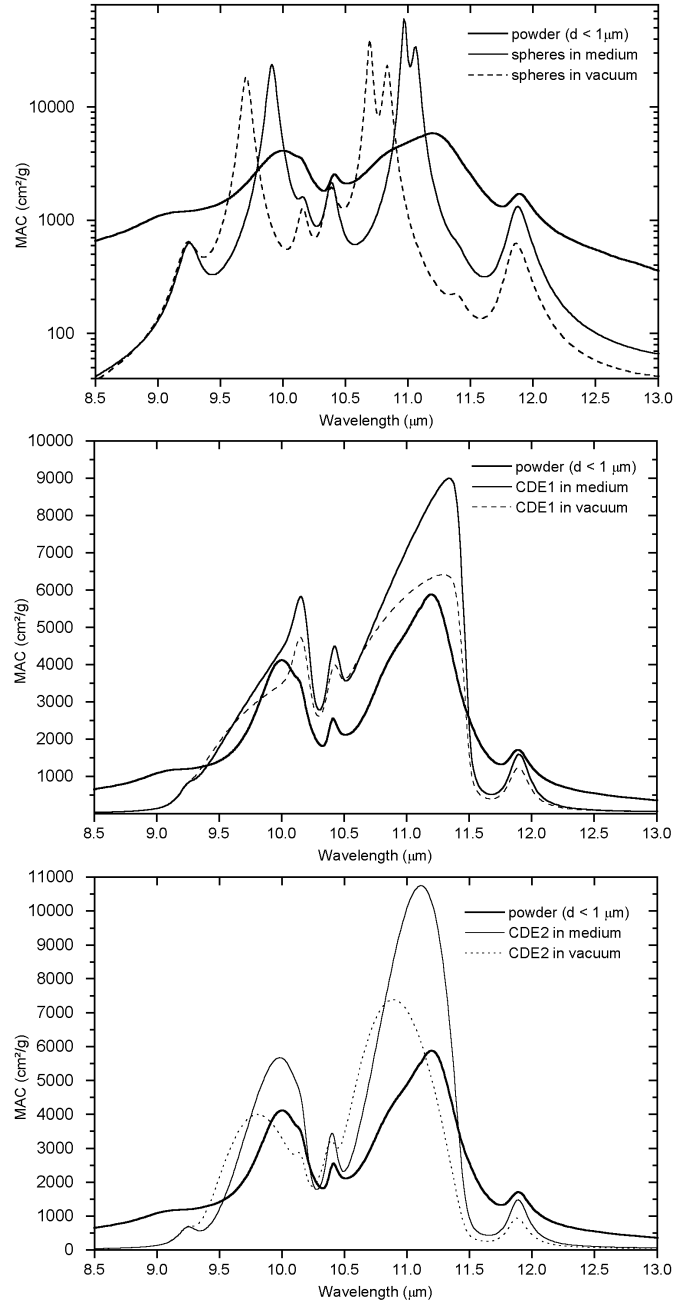 powder (d < 1μm)
spheres in medium
spheres in vacuum
10000
1000
100
MAC (cm²/g)
8.5 9.0 9.5 10.0 10.5 11.0 11.5 12.0 12.5 13.0
Wavelength (μm)
10000
9000
8000
7000
6000
5000
4000
3000
2000
1000
MAC (cm²/g)
powder (d < 1 μm)
CDE1 in medium
CDE1 in vacuum
8.5 9.0 9.5 10.0 10.5 11.0 11.5 12.0 12.5 13.0
Wavelength (μm)
11000
10000
9000
8000
7000
6000
5000
4000
3000
2000
1000
0
MAC (cm²/g)
powder (d < 1 μm)
CDE2 in medium
CDE2 in vacuum
8.5 9.0 9.5 10.0 10.5 11.0 11.5 12.0 12.5 13.0
Wavelength (μm)